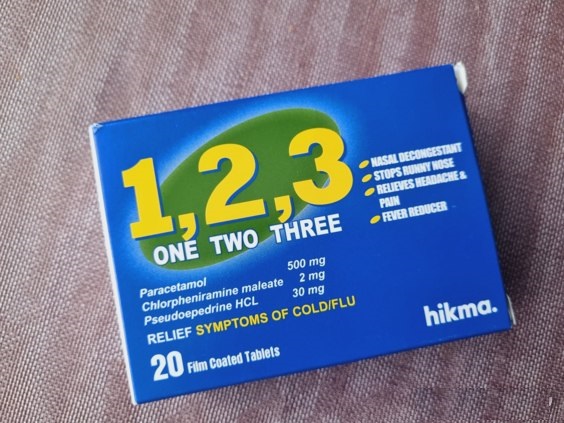 1,2,3
ONE TWO THREE
NASAL DECONGESTANT
STOPS RUNNY NOSE
RELIEVES HEADACHE &
PAIN
FEVER REDUCER
Paracetamol 500 mg
Chlorpheniramine maleate 2 mg
Pseudoepedrine HCL 30 mg
RELIEF SYMPTOMS OF COLD/FLU
20 Film Coated Tablets
hikma.